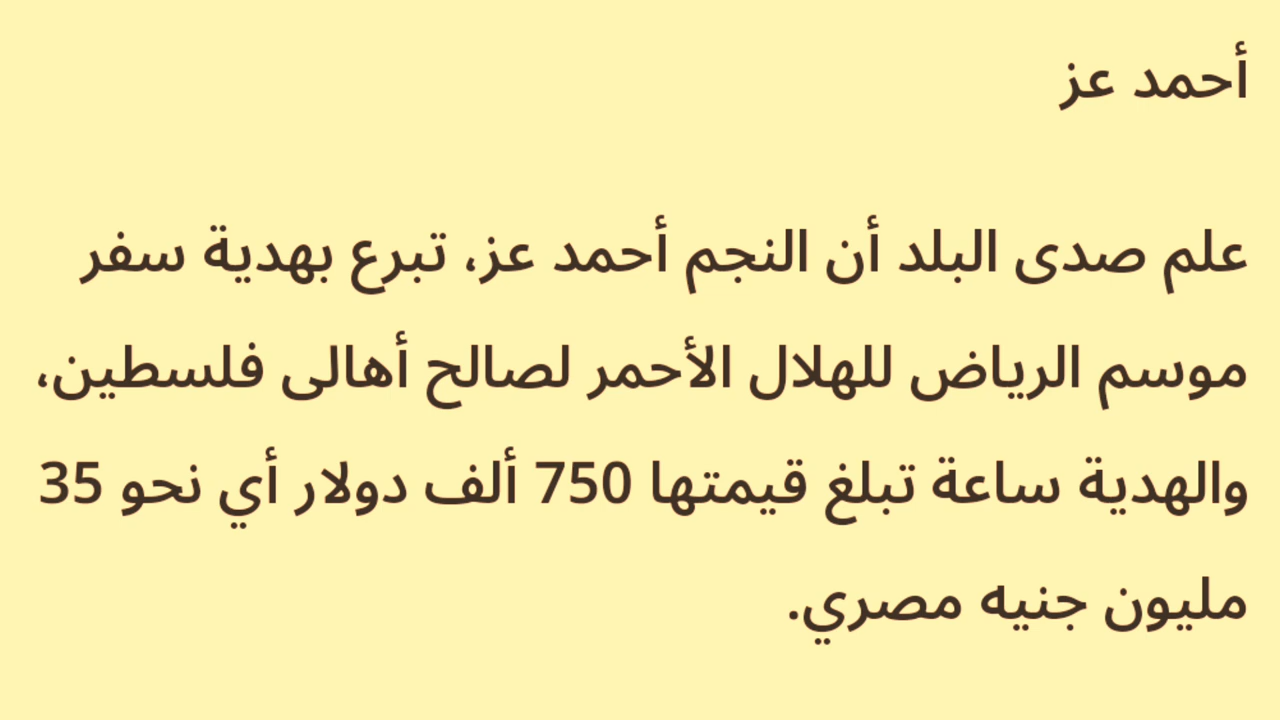 أحمد عز
علم صدى البلد أن النجم أحمد عز، تبرع بهدية سفر
موسم الرياض للهلال الأحمر لصالح أهالى فلسطين،
والهدية ساعة تبلغ قيمتها 750 ألف دولار أي نحو 35
مليون جنيه مصري.